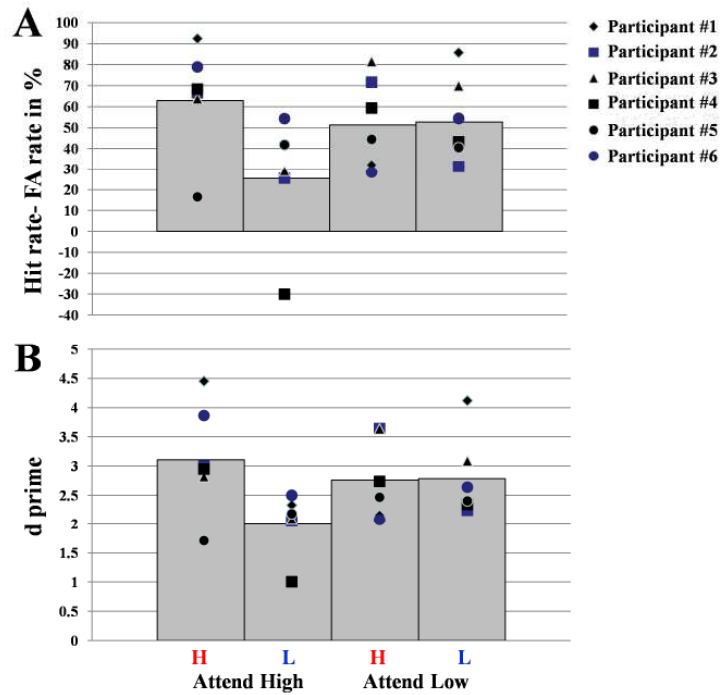 A
Hit rate- FA rate in %
100
90
80
70
60
50
40
30
20
10
0
-10
-20
-30
-40
Participant #1
Participant #2
Participant #3
Participant #4
Participant #5
Participant #6
B
d prime
5
4.5
4
3.5
3
2.5
2
1.5
1
0.5
0
H L H L
Attend High Attend Low